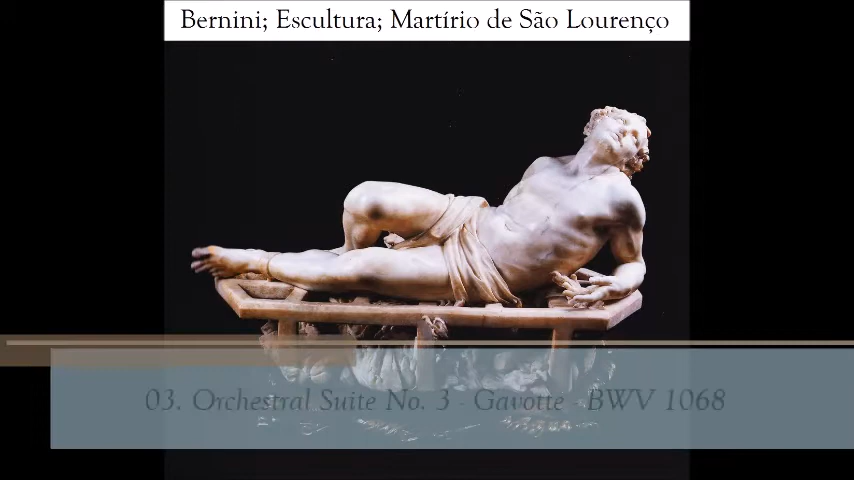 Bernini; Escultura; Martírio de São Lourenço
03. Orchestral Suite No. 3 - Gavotte - BWV 1068